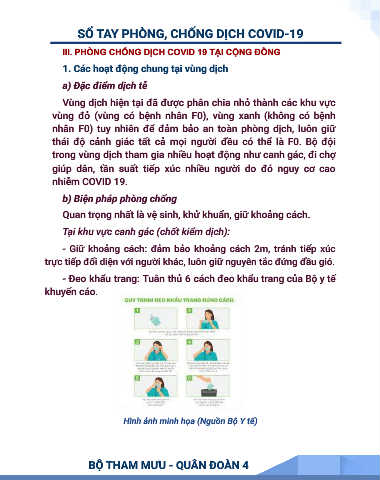 SỔ TAY PHÒNG, CHỐNG DỊCH COVID-19
III. PHÒNG CHỐNG DỊCH COVID 19 TẠI CỘNG ĐỒNG
1. Các hoạt động chung tại vùng dịch
a) Đặc điểm dịch tễ
Vùng dịch hiện tại đã được phân chia nhỏ thành các khu vực
vùng đỏ (vùng có bệnh nhân F0), vùng xanh (không có bệnh
nhân F0) tuy nhiên để đảm bảo an toàn phòng dịch, luôn giữ
thái độ cảnh giác tất cả mọi người đều có thể là F0. Bộ đội
trong vùng dịch tham gia nhiều hoạt động như canh gác, đi chợ
giúp dân, tần suất tiếp xúc nhiều người do đó nguy cơ cao
nhiễm COVID 19.
b) Biện pháp phòng chống
Quan trọng nhất là vệ sinh, khử khuẩn, giữ khoảng cách.
Tại khu vực canh gác (chốt kiểm dịch):
- Giữ khoảng cách: đảm bảo khoảng cách 2m, tránh tiếp xúc
trực tiếp đối diện với người khác, luôn giữ nguyên tắc đứng đầu gió.
- Đeo khẩu trang: Tuân thủ 6 cách đeo khẩu trang của Bộ y tế
khuyến cáo.
QUY TRÌNH ĐEO KHẨU TRANG ĐÚNG CÁCH
1
2
3
4
5
6
Hình ảnh minh họa (Nguồn Bộ Y tế)
BỘ THAM MƯU - QUÂN ĐOÀN 4